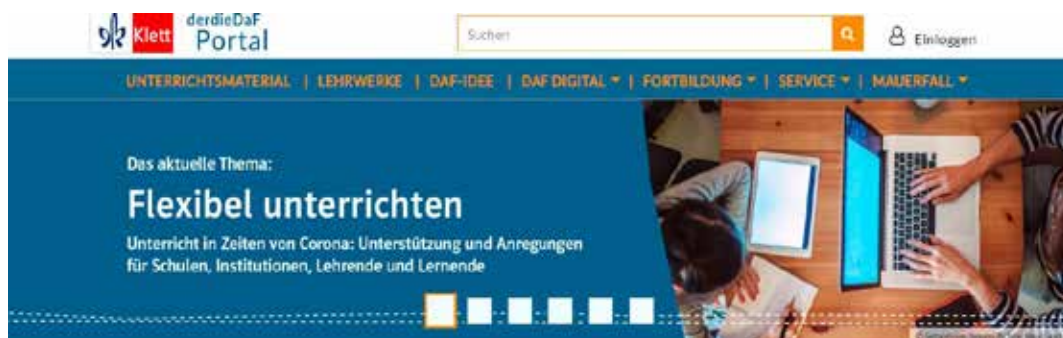 Klett
derdieDaF
Portal
Suchen
Einloggen
UNTERRICHTSMATERIAL | LEHRWERKE | DAF-IDEE | DAF DIGITAL | FORTBILDUNG | SERVICE | MAUERFALL
Das aktuelle Thema:
Flexibel unterrichten
Unterricht in Zeiten von Corona: Unterstützung und Anregungen
für Schulen, Institutionen, Lehrende und Lernende